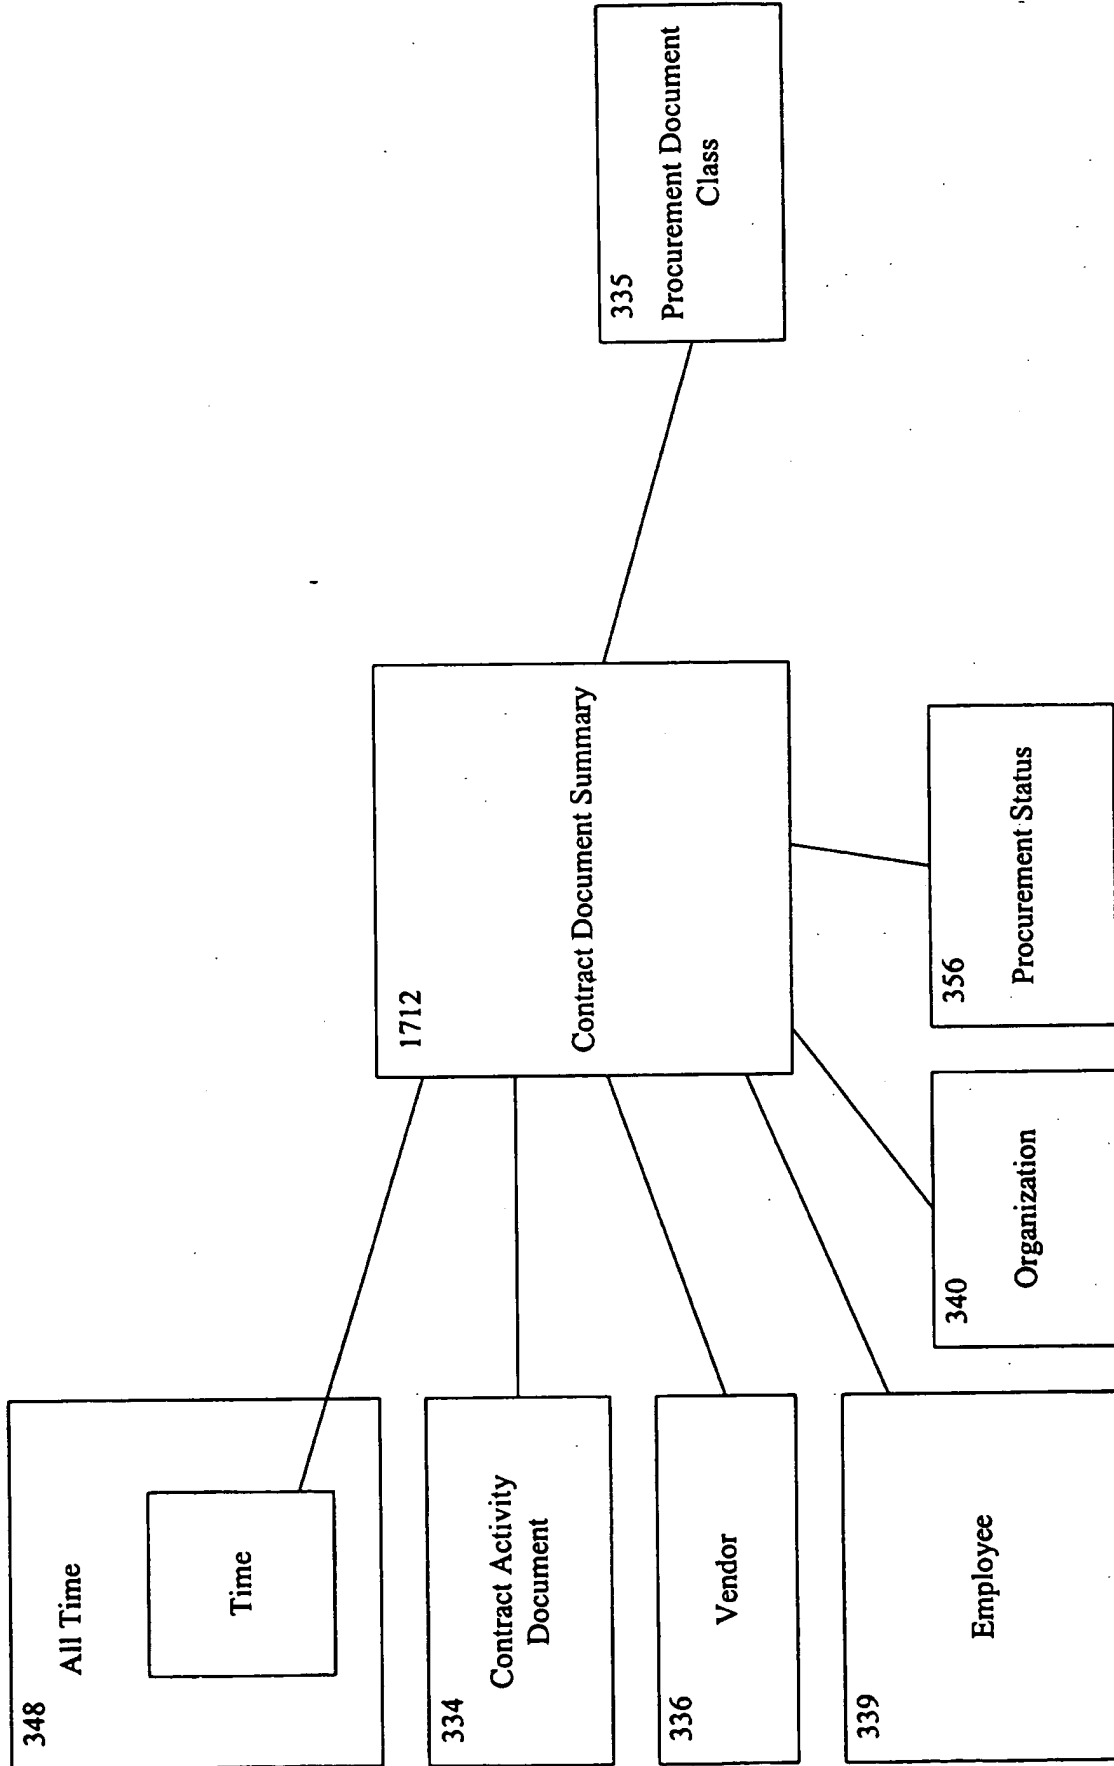 348
All Time
Time
334
Contract Activity
Document
336
Vendor
339
Employee
340
Organization
356
Procurement Status
1712
Contract Document Summary
335
Procurement Document
Class